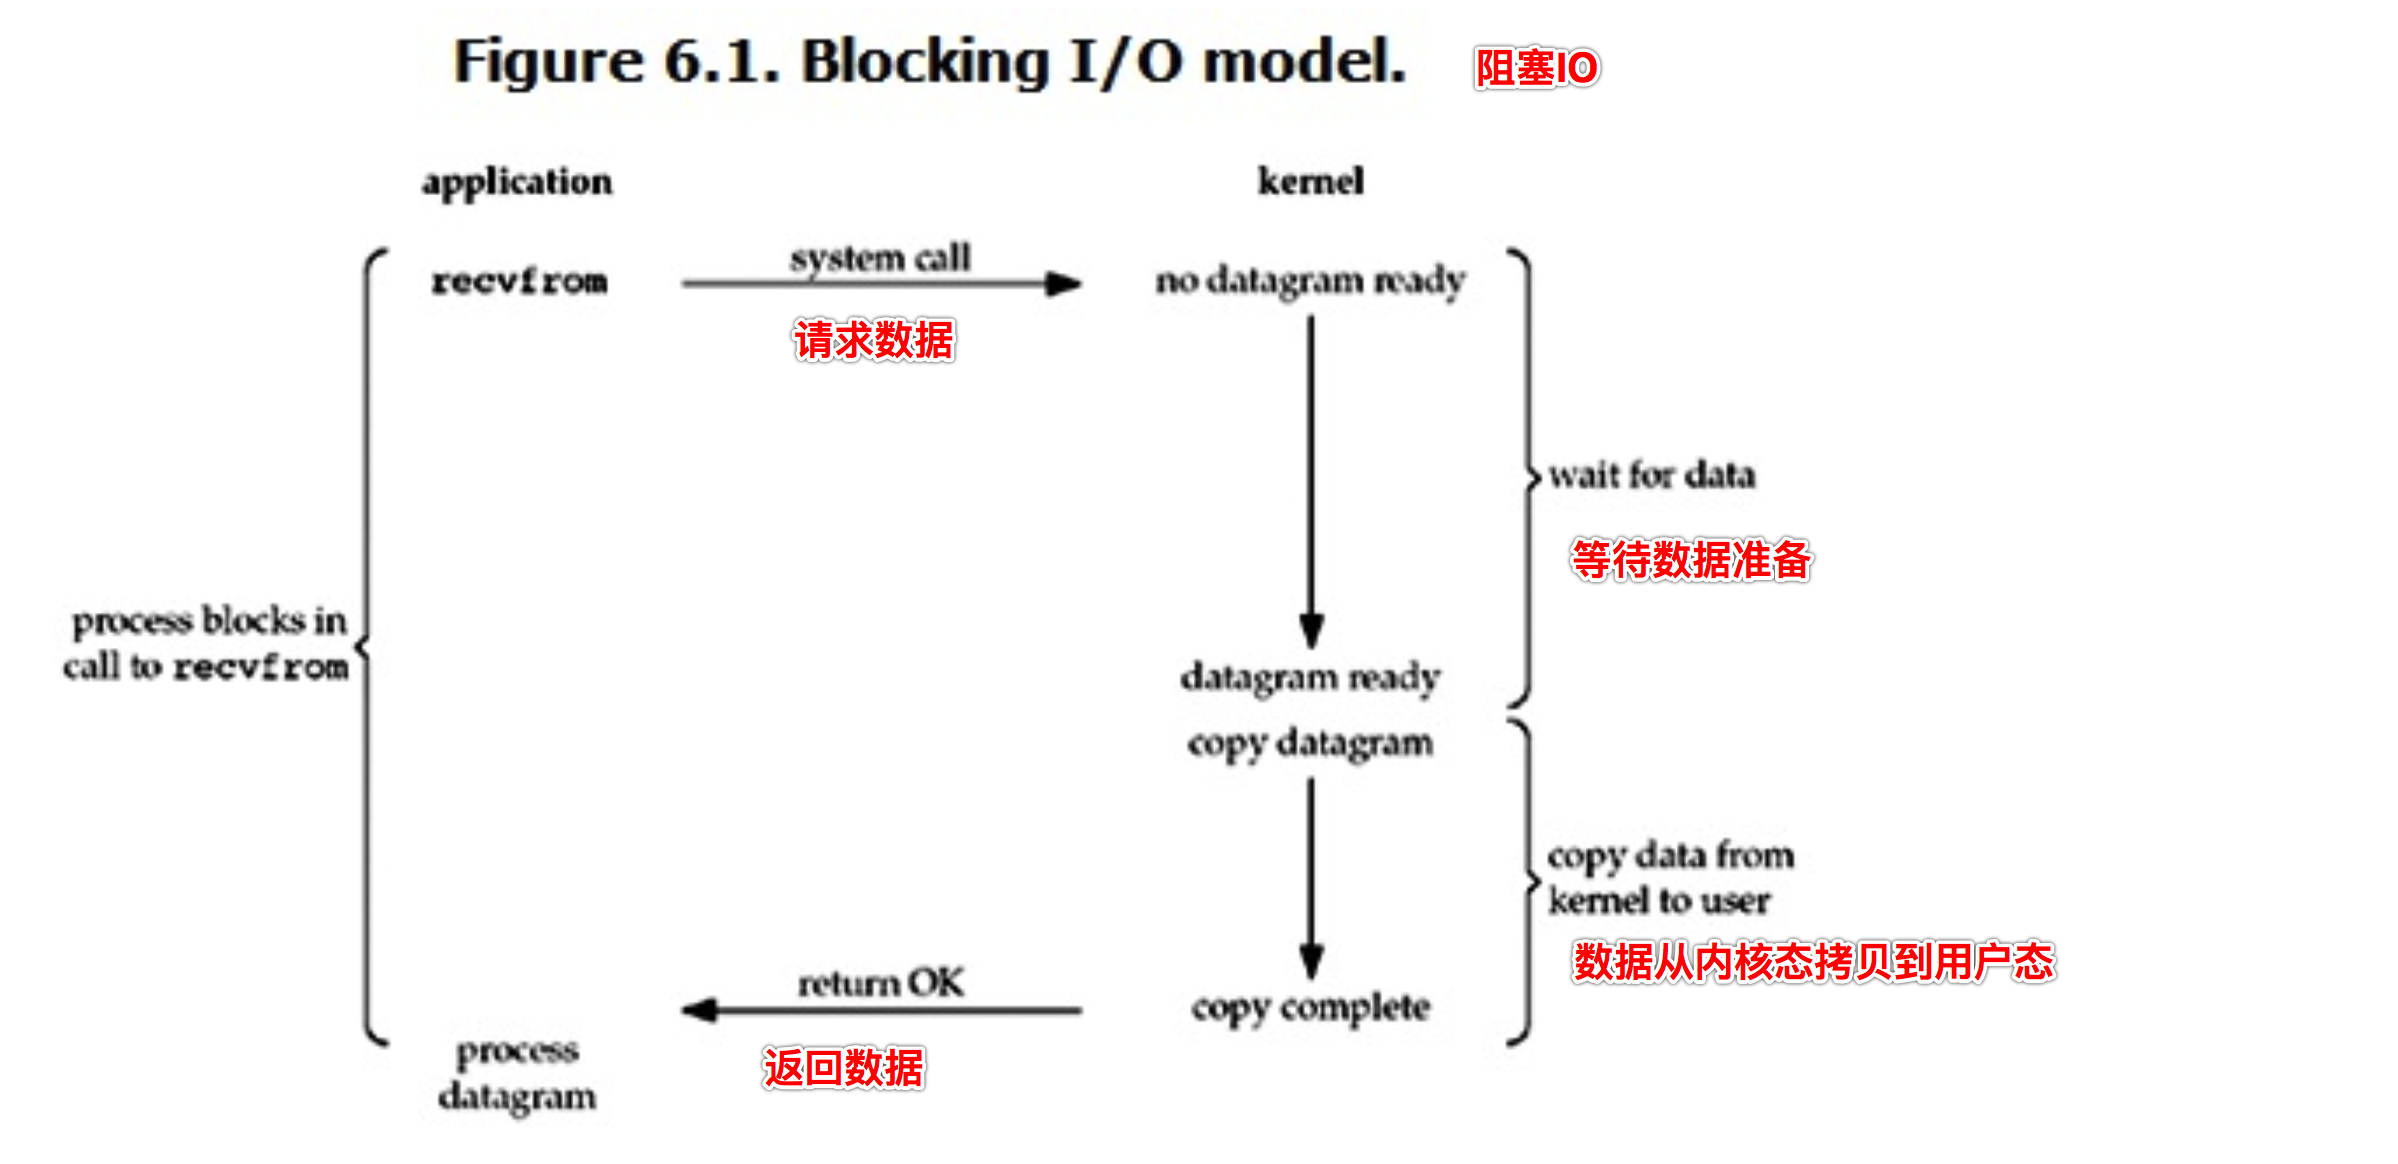 Figure 6.1. Blocking I/O model. 阻塞IO
application
kernel
recvfrom
system call
no datagram ready
请求数据
wait for data
等待数据准备
process blocks in
call to recvfrom
datagram ready
copy datagram
copy data from
kernel to user
数据从内核态拷贝到用户态
return OK
copy complete
返回数据
process
datagram